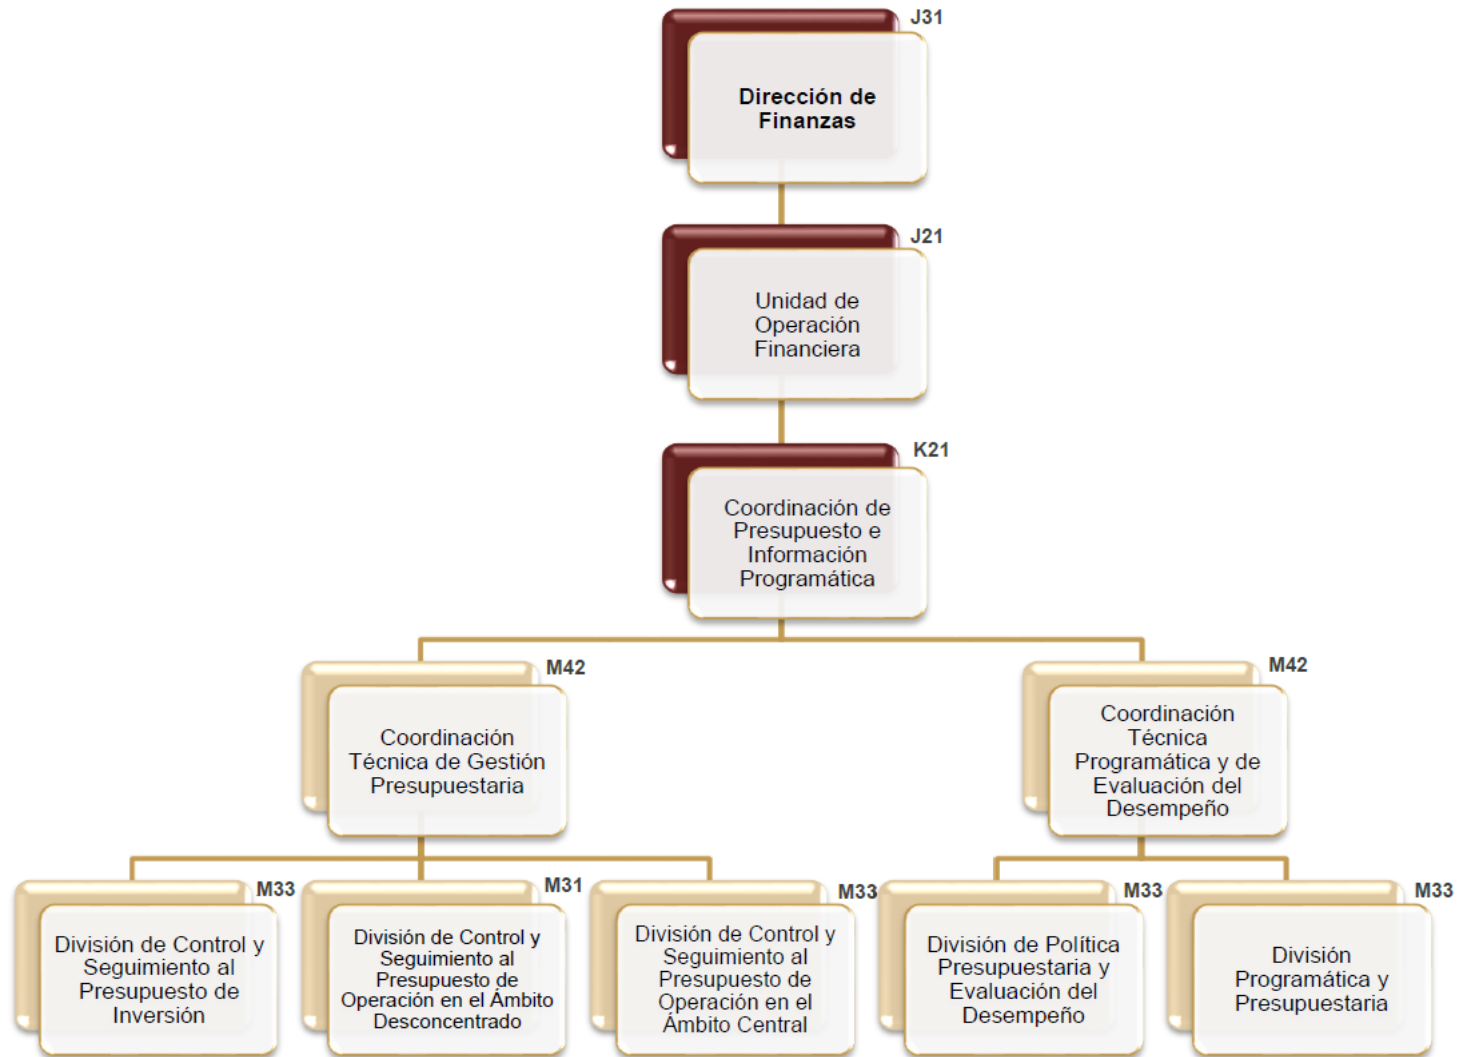 J31
Dirección de
Finanzas
J21
Unidad de
Operación
Financiera
K21
Coordinación de
Presupuesto e
Información
Programática
M42
Coordinación
Técnica de Gestión
Presupuestaria
M42
Coordinación
Técnica
Programática y de
Evaluación del
Desempeño
M33
División de Control y
Seguimiento al
Presupuesto de
Inversión
M31
División de Control y
Seguimiento al
Presupuesto de
Operación en el Ámbito
Desconcentrado
M33
División de Control y
Seguimiento al
Presupuesto de
Operación en el
Ámbito Central
M33
División de Política
Presupuestaria y
Evaluación del
Desempeño
M33
División
Programática y
Presupuestaria